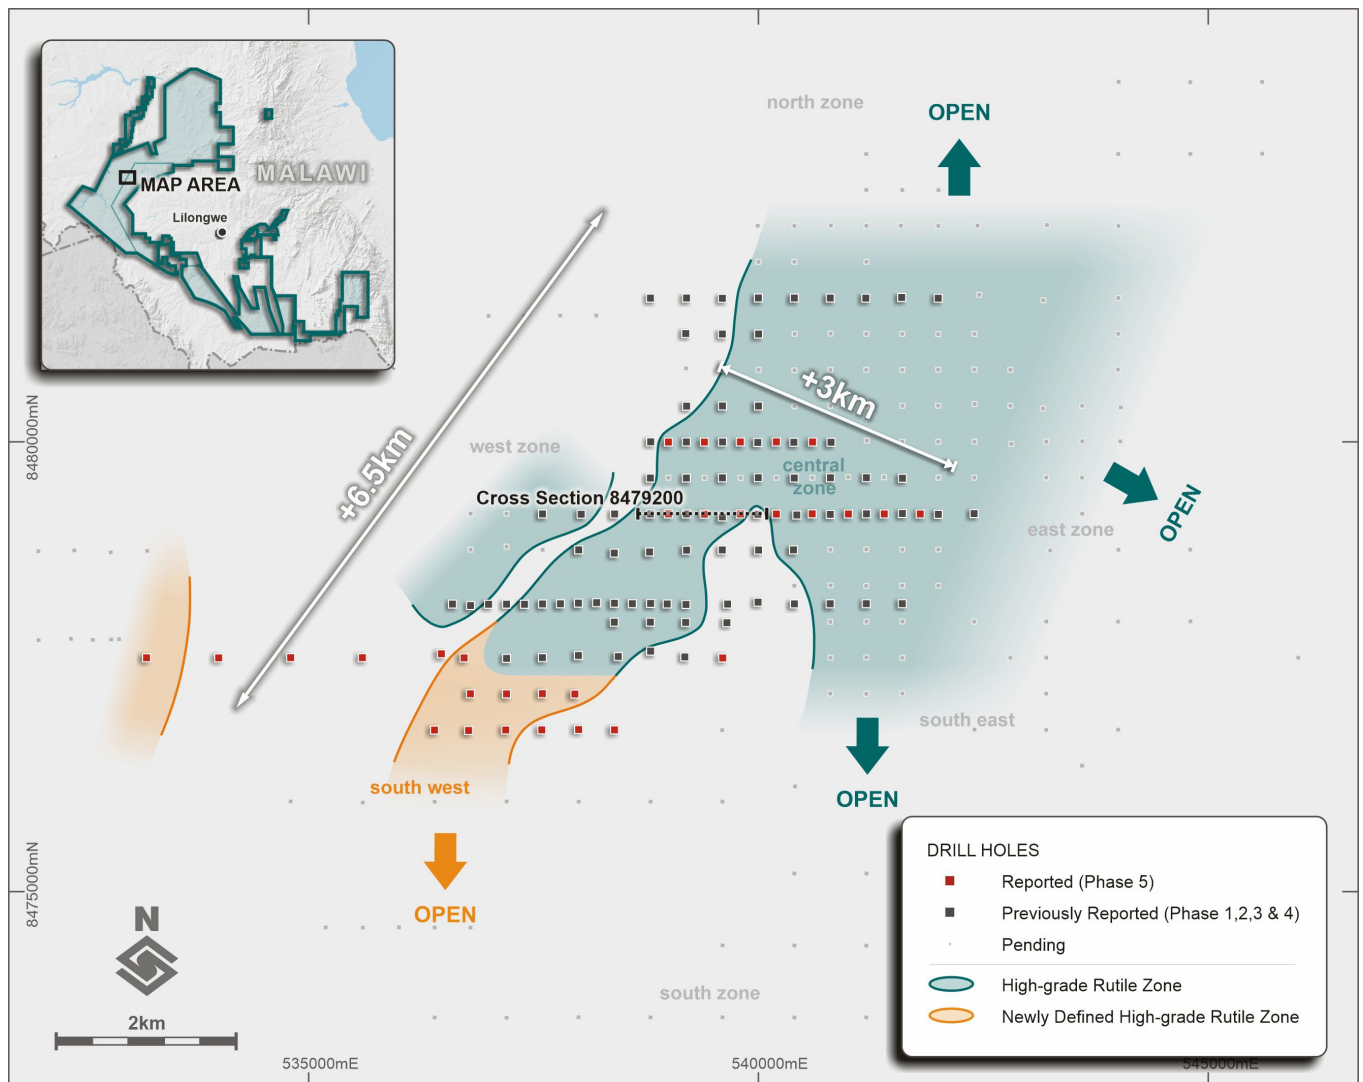 north zone
OPEN
MALAWI
MAP AREA
Lilongwe
+6.5km
+3km
8480000mN
west zone
central
zone
Cross Section 8479200
east zone
OPEN
south east
south west
OPEN
OPEN
8475000mN
N
2km
south zone
535000mE
540000mE
545000mE
DRILL HOLES
Reported (Phase 5)
Previously Reported (Phase 1,2,3 & 4)
Pending
High-grade Rutile Zone
Newly Defined High-grade Rutile Zone